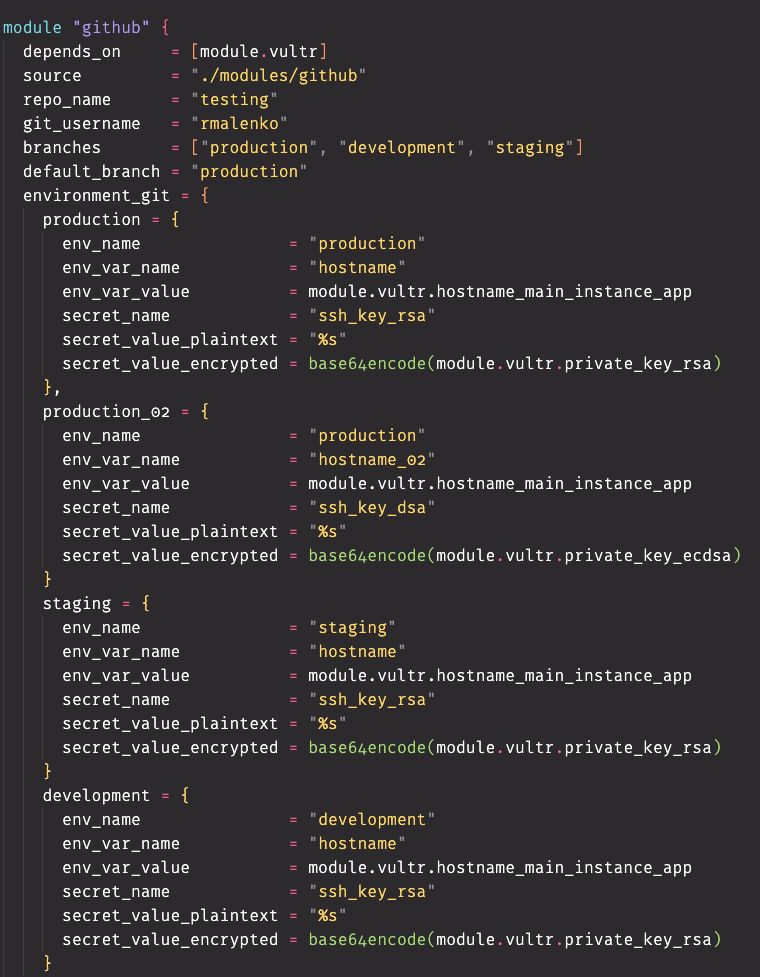 module "github" {
  depends_on     = [module.vultr]
  source         = "./modules/github"
  repo_name      = "testing"
  git_username   = "rmalenko"
  branches       = ["production", "development", "staging"]
  default_branch = "production"
  environment_git = {
    production = {
      env_name               = "production"
      env_var_name           = "hostname"
      env_var_value          = module.vultr.hostname_main_instance_app
      secret_name            = "ssh_key_rsa"
      secret_value_plaintext = "%s"
      secret_value_encrypted = base64encode(module.vultr.private_key_rsa)
    },
    production_02 = {
      env_name               = "production"
      env_var_name           = "hostname_02"
      env_var_value          = module.vultr.hostname_main_instance_app
      secret_name            = "ssh_key_dsa"
      secret_value_plaintext = "%s"
      secret_value_encrypted = base64encode(module.vultr.private_key_ecdsa)
    }
    staging = {
      env_name               = "staging"
      env_var_name           = "hostname"
      env_var_value          = module.vultr.hostname_main_instance_app
      secret_name            = "ssh_key_rsa"
      secret_value_plaintext = "%s"
      secret_value_encrypted = base64encode(module.vultr.private_key_rsa)
    }
    development = {
      env_name               = "development"
      env_var_name           = "hostname"
      env_var_value          = module.vultr.hostname_main_instance_app
      secret_name            = "ssh_key_rsa"
      secret_value_plaintext = "%s"
      secret_value_encrypted = base64encode(module.vultr.private_key_rsa)
    }